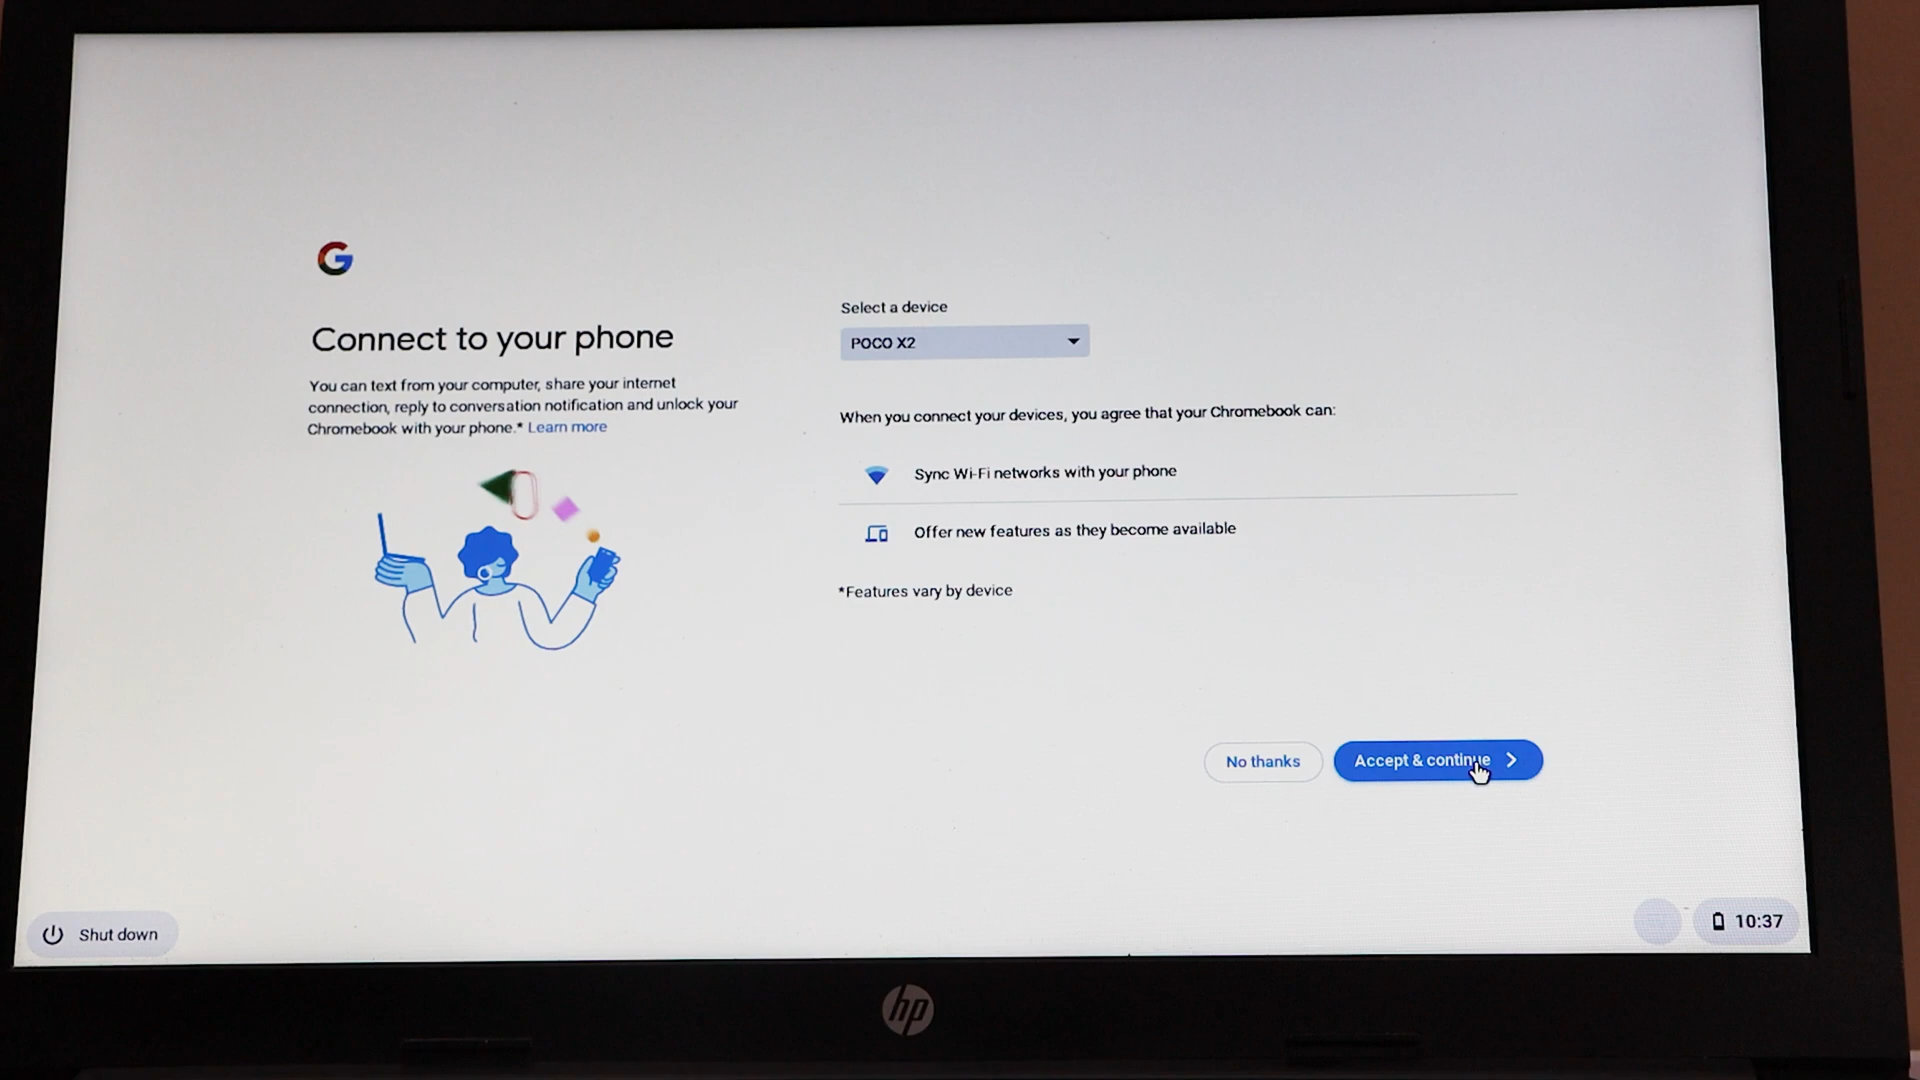 G
Connect to your phone
You can text from your computer, share your internet
connection, reply to conversation notification and unlock your
Chromebook with your phone.* Learn more
Select a device
POCO X2
When you connect your devices, you agree that your Chromebook can:
Sync Wi-Fi networks with your phone
Offer new features as they become available
*Features vary by device
No thanks
Accept & continue
Shut down
10:37
hp